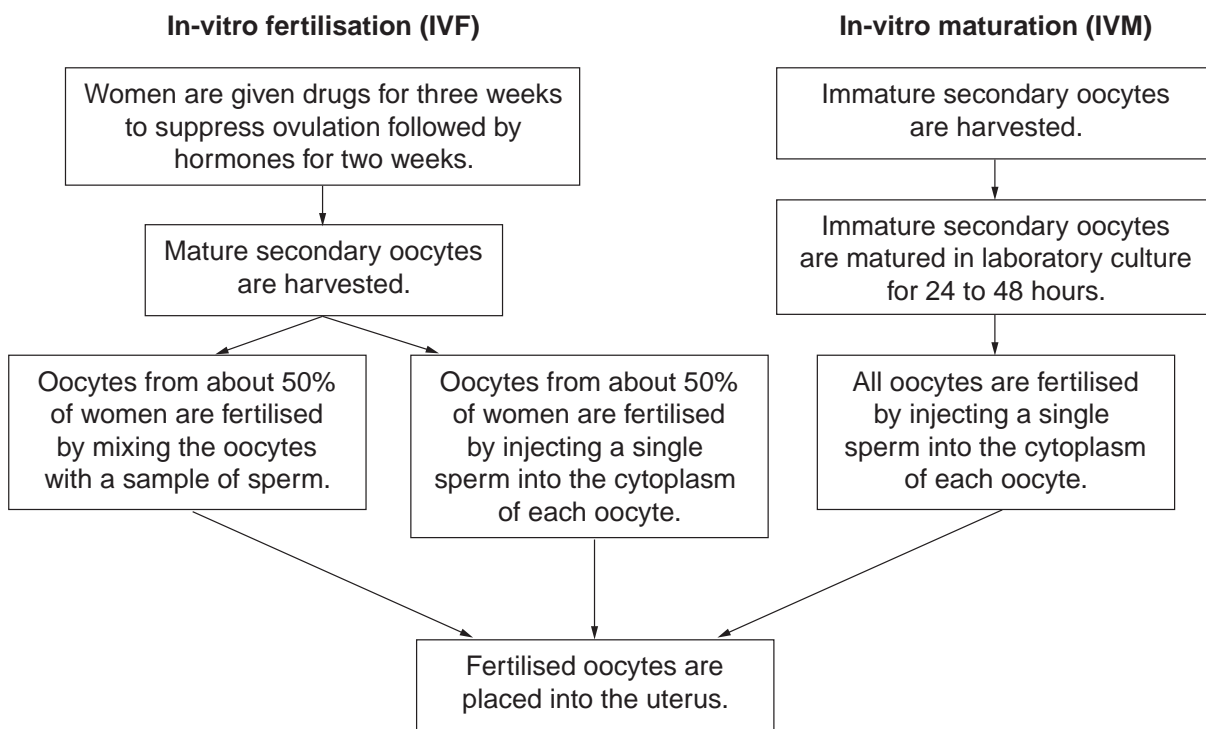 In-vitro fertilisation (IVF)
Women are given drugs for three weeks
to suppress ovulation followed by
hormones for two weeks.
Mature secondary oocytes
are harvested.
Oocytes from about 50%
of women are fertilised
by mixing the oocytes
with a sample of sperm.
Oocytes from about 50%
of women are fertilised
by injecting a single
sperm into the cytoplasm
of each oocyte.
In-vitro maturation (IVM)
Immature secondary oocytes
are harvested.
Immature secondary oocytes
are matured in laboratory culture
for 24 to 48 hours.
All oocytes are fertilised
by injecting a single
sperm into the cytoplasm
of each oocyte.
Fertilised oocytes are
placed into the uterus.